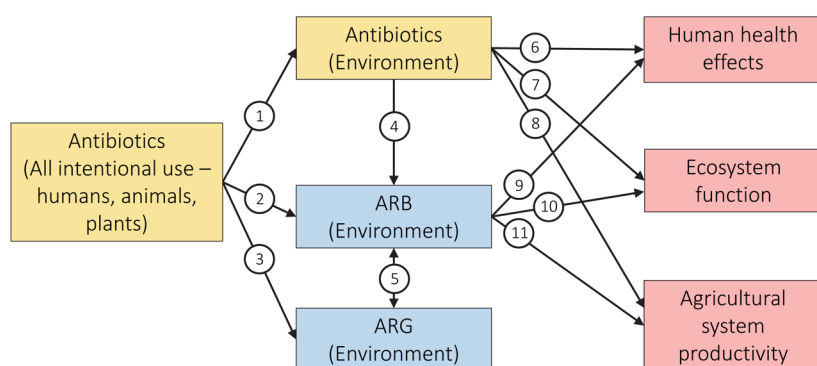 Antibiotics
(All intentional use –
humans, animals,
plants)
1
2
3
Antibiotics
(Environment)
4
ARB
(Environment)
5
ARG
(Environment)
6
7
8
9
10
11
Human health
effects
Ecosystem
function
Agricultural
system
productivity